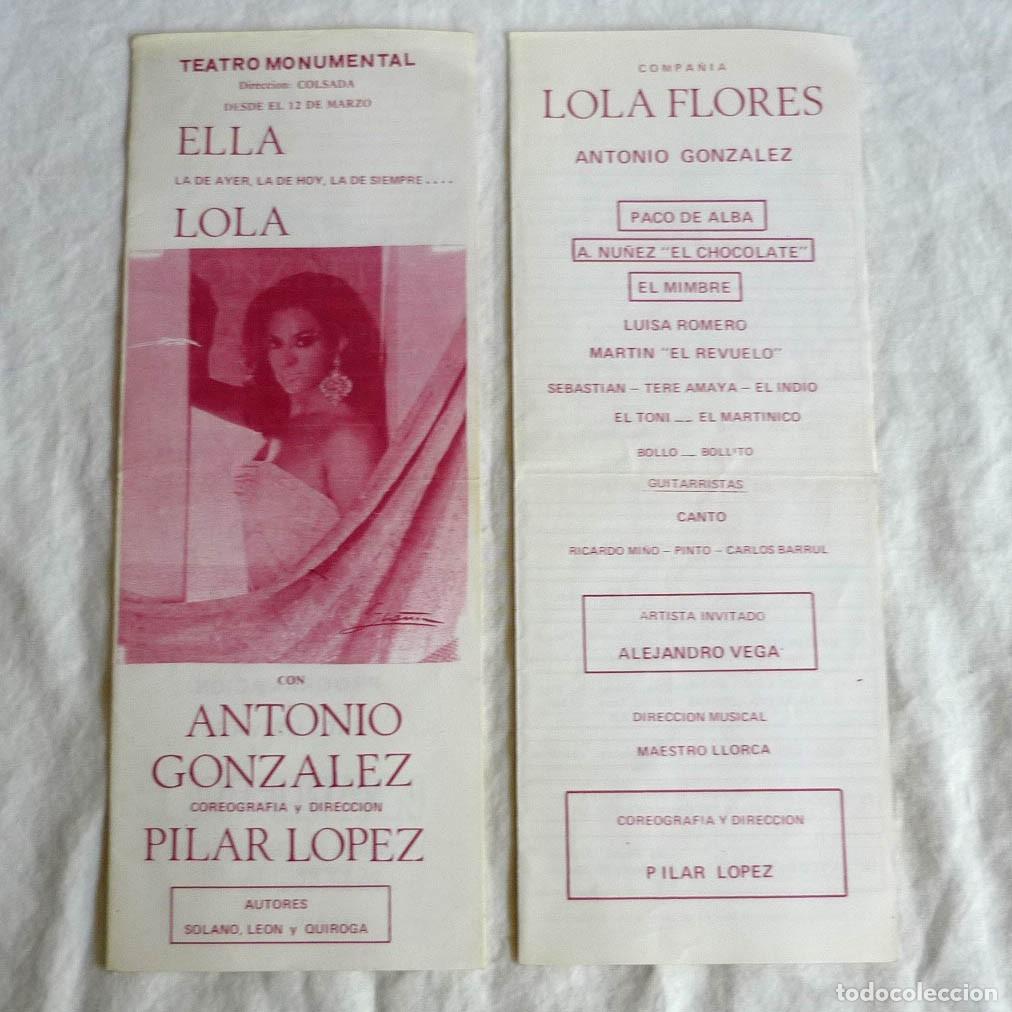 TEATRO MONUMENTAL
Direccion: COLSADA
DESDE EL 12 DE MARZO
ELLA
LA DE AYER, LA DE HOY, LA DE SIEMPRE....
LOLA
CON
ANTONIO
GONZALEZ
COREOGRAFIA y DIRECCION
PILAR LOPEZ
AUTORES
SOLANO, LEON y QUIROGA
COMPAÑIA
LOLA FLORES
ANTONIO GONZALEZ
PACO DE ALBA
A. NUÑEZ "EL CHOCOLATE"
EL MIMBRE
LUISA ROMERO
MARTIN "EL REVUELO"
SEBASTIAN - TERE AMAYA - EL INDIO
EL TONI __ EL MARTINICO
BOLLO __ BOLLITO
GUITARRISTAS
CANTO
RICARDO MIÑO - PINTO - CARLOS BARRUL
ARTISTA INVITADO
ALEJANDRO VEGA
DIRECCION MUSICAL
MAESTRO LLORCA
COREOGRAFIA Y DIRECCION
PILAR LOPEZ
todocoleccion